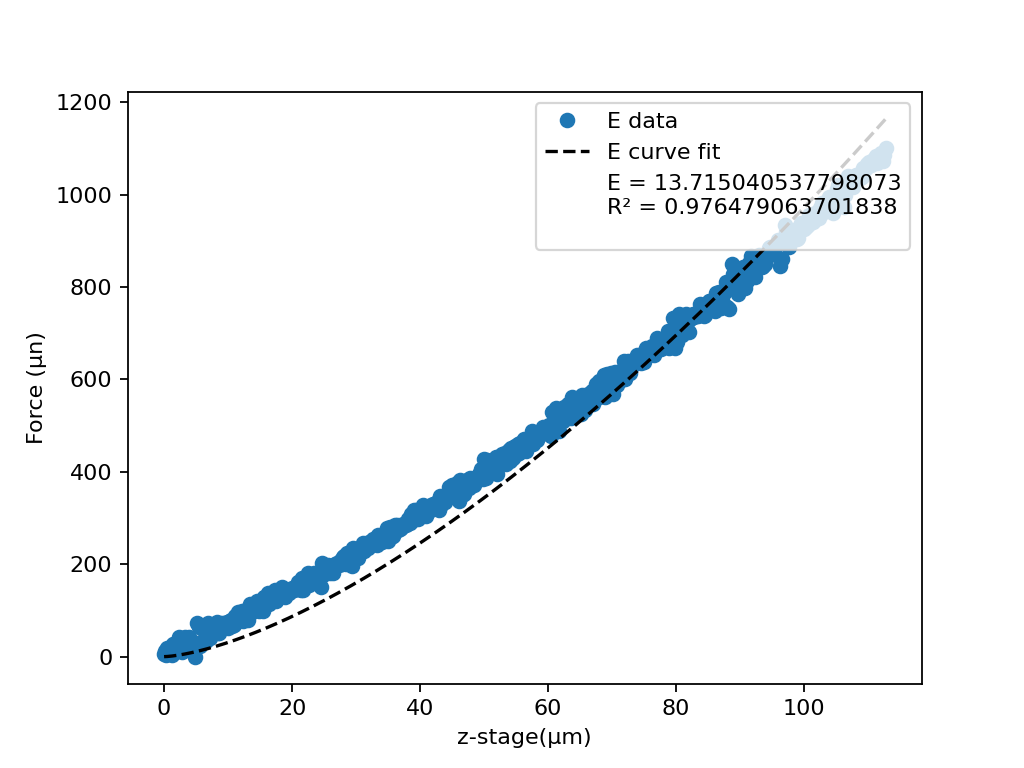 1200
1000
800
600
400
200
0
Force (μn)
E data
E curve fit
E = 13.715040537798073
R² = 0.976479063701838
0 20 40 60 80 100
z-stage(μm)